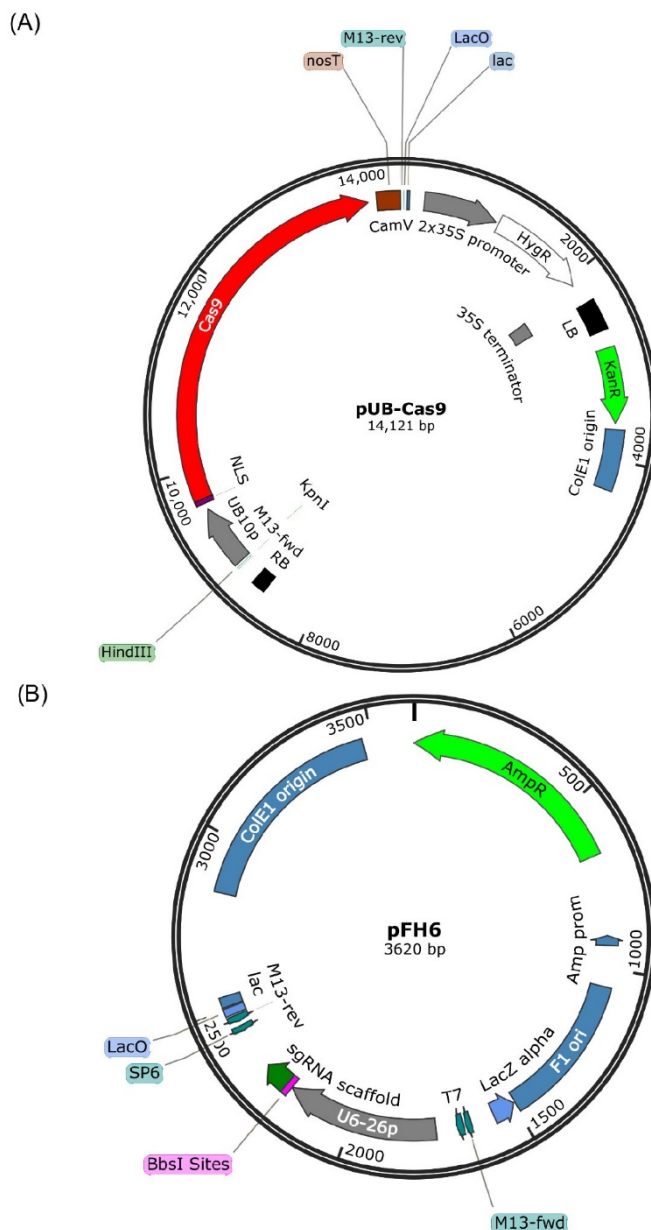 (A)
M13-rev
LacO
nosT
lac
14,000
CamV 2x35S promoter
HygR
2000
12,000
Cas9
35S terminator
LB
KanR
pUB-Cas9
14,121 bp
ColE1 origin
4000
NLS
10,000
UB10p
M13-fwd
KpnI
RB
6000
8000
HindIII
(B)
3500
500
AmpR
ColE1 origin
3000
pFH6
3620 bp
Amp prom
1000
M13-rev
lac
LacO
2500
SP6
sgRNA scaffold
T7
LacZ alpha
F1 ori
U6-26p
1500
BbsI Sites
2000
M13-fwd